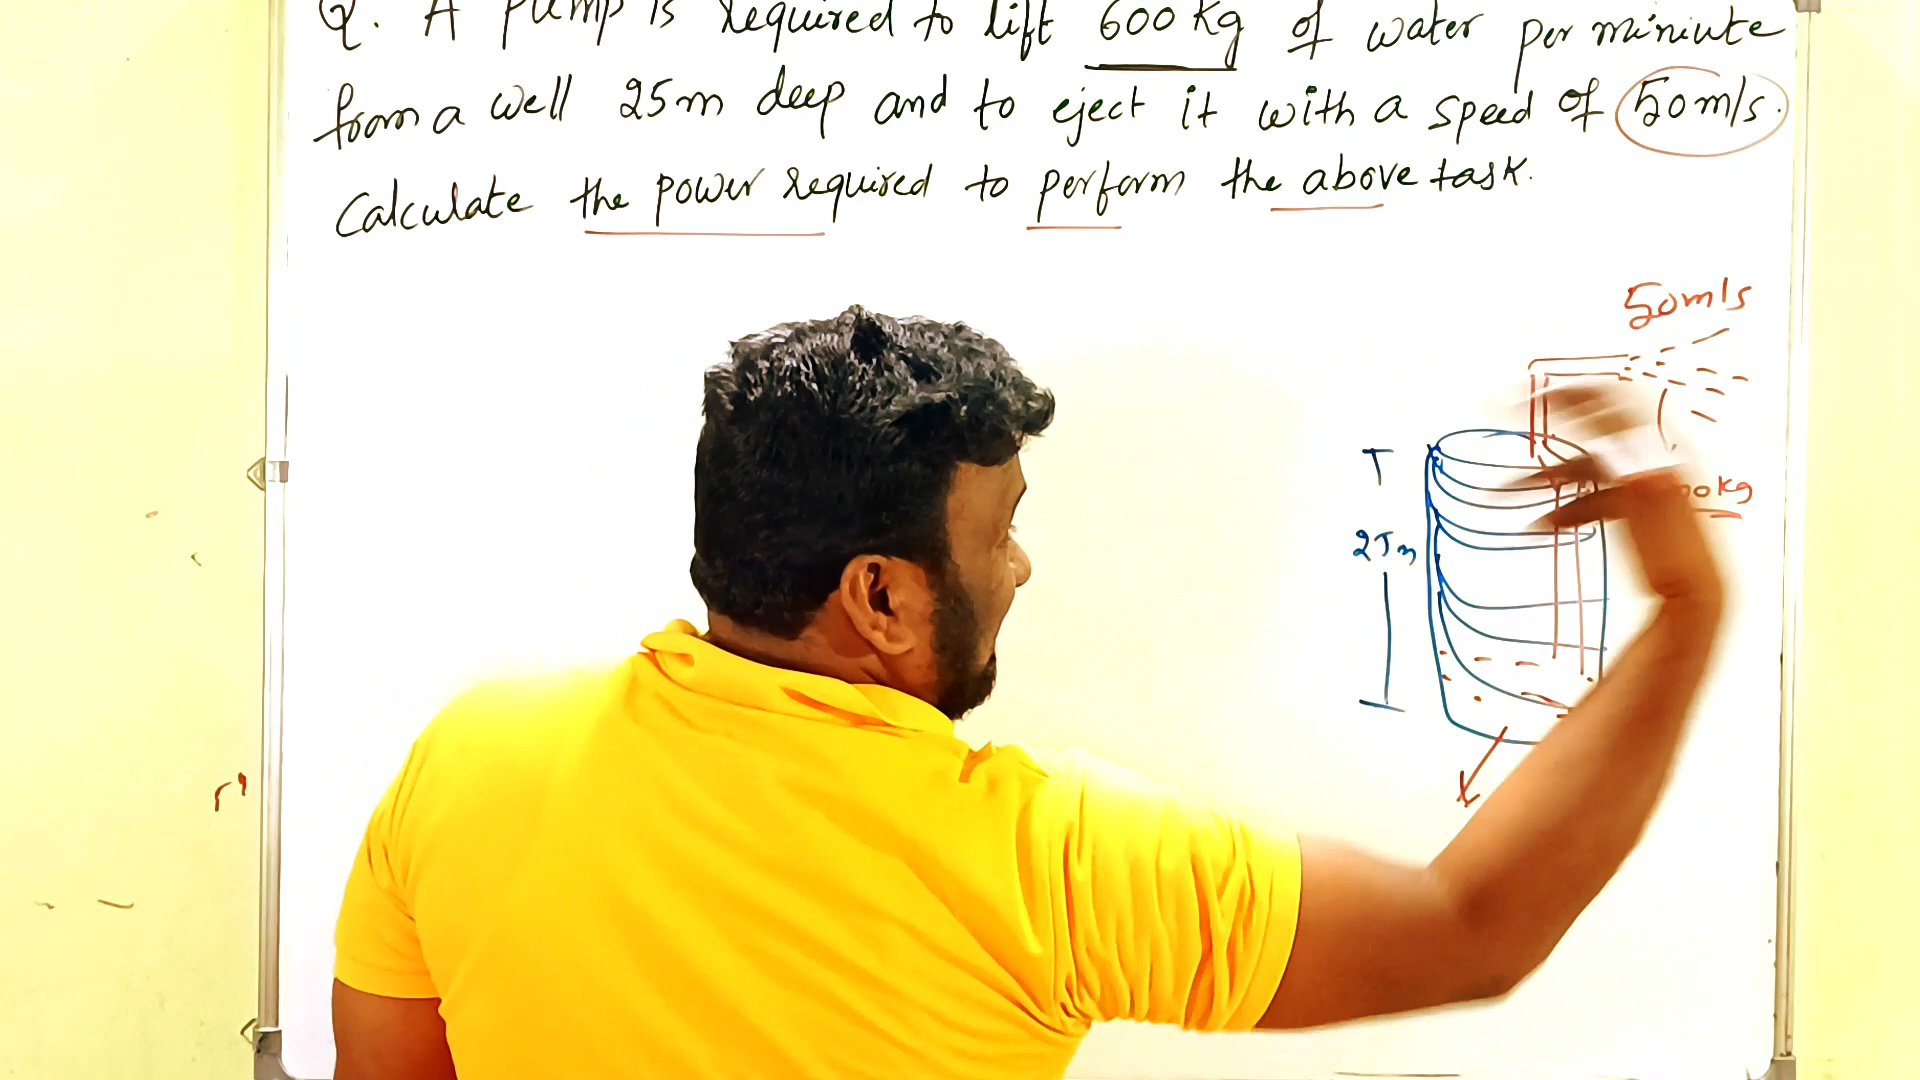 Q. A Pump is required to lift 600 kg of water per miniute
from a well 25m deep and to eject it with a speed of 50m/s.
Calculate the power required to perform the above task.
50m/s
25m